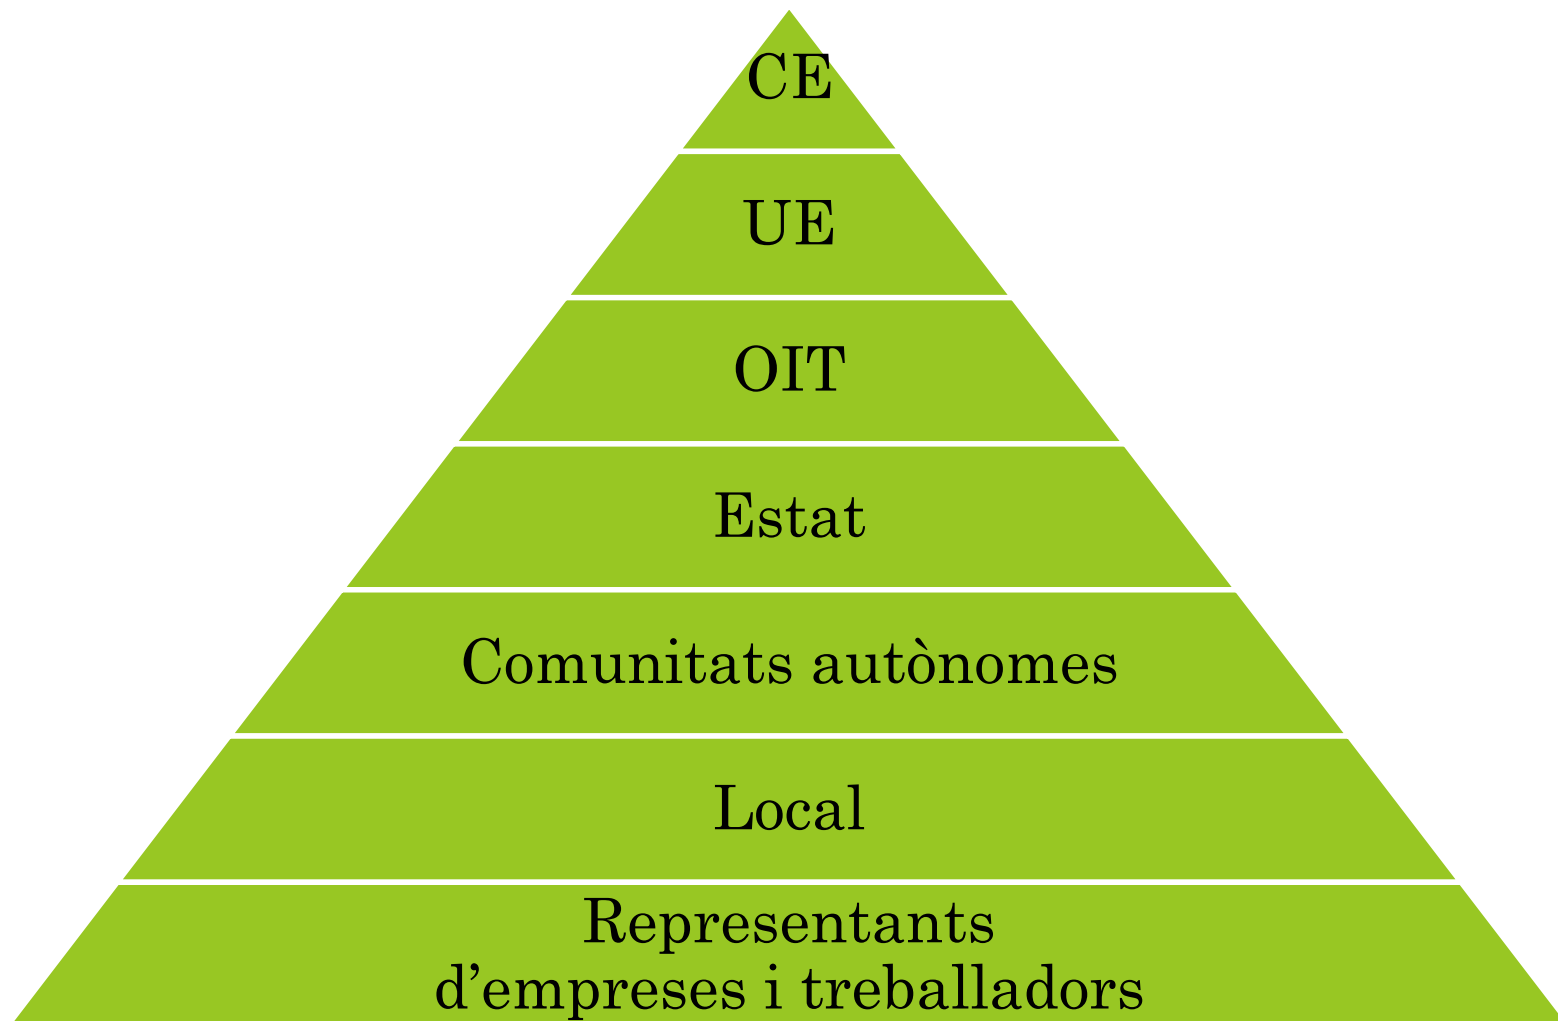 CE
UE
OIT
Estat
Comunitats autònomes
Local
Representants
d’empreses i treballadors